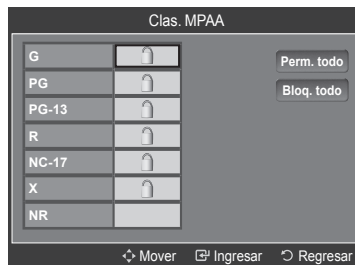 Clas. MPAA
G
Perm. todo
PG
Bloq. todo
PG-13
R
NC-17
X
NR
Mover Ingresar Regresar